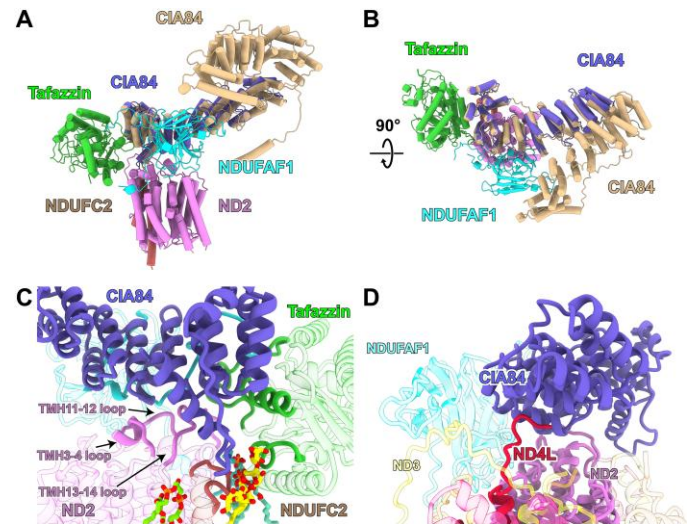 A
CIA84
CIA84
Tafazzin
NDUFAF1
NDUFC2
ND2
B
Tafazzin
CIA84
90°
CIA84
NDUFAF1
C
CIA84
Tafazzin
TMH11-12 loop
TMH3-4 loop
TMH13-14 loop
ND2
NDUFC2
D
NDUFAF1
CIA84
ND4L
ND3
ND2